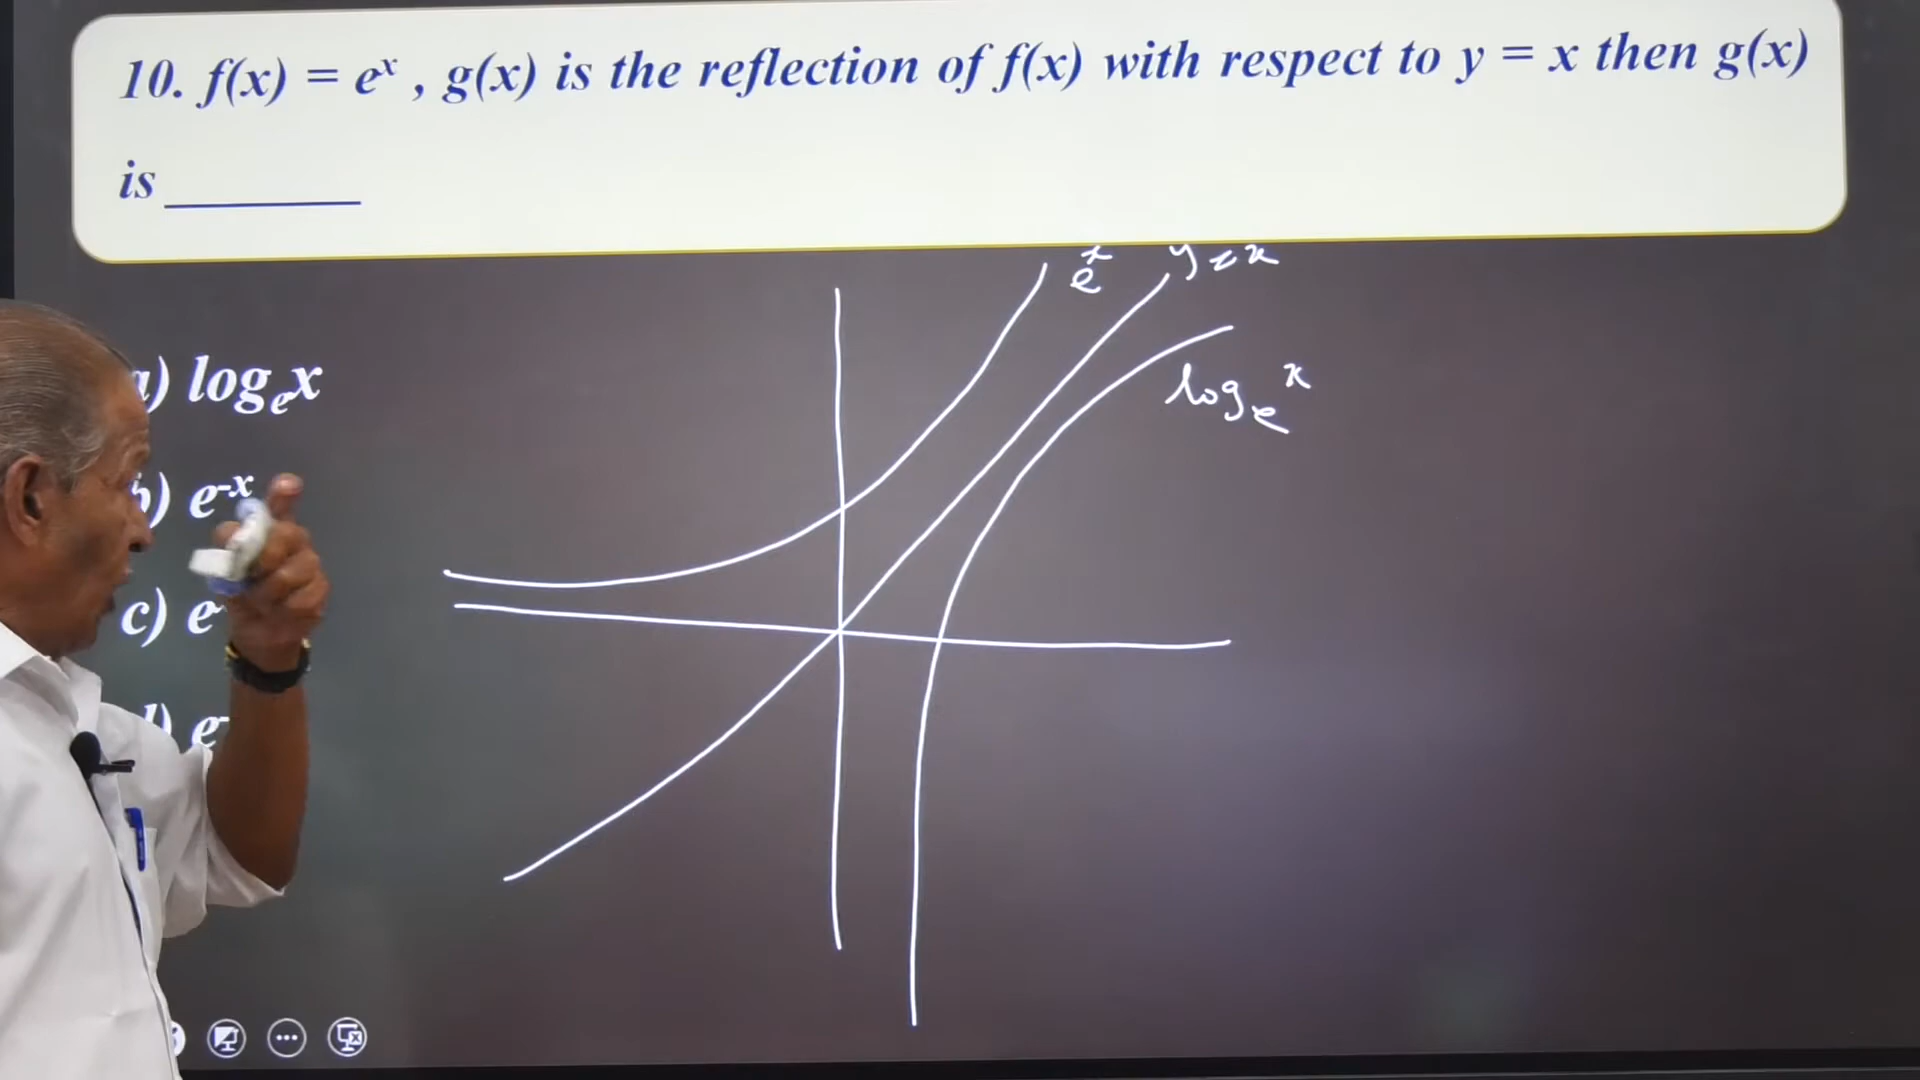 10. f(x) = eˣ , g(x) is the reflection of f(x) with respect to y = x then g(x)
is ________
eˣ
y = x
a) logₑx
logₑx
b) e⁻ˣ
c) e
d) e⁻